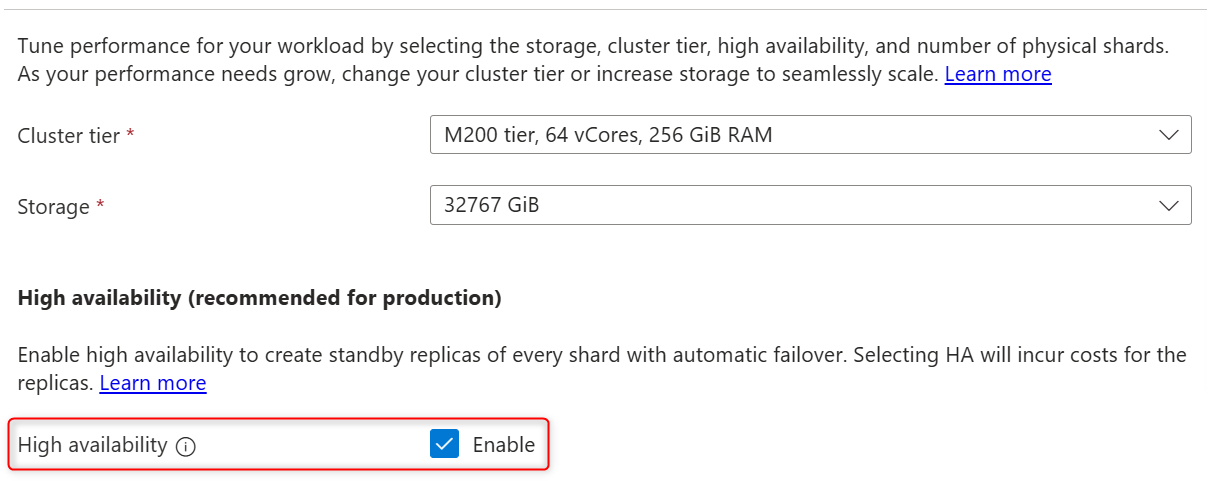 Tune performance for your workload by selecting the storage, cluster tier, high availability, and number of physical shards.
As your performance needs grow, change your cluster tier or increase storage to seamlessly scale. Learn more
Cluster tier * M200 tier, 64 vCores, 256 GiB RAM
Storage * 32767 GiB
High availability (recommended for production)
Enable high availability to create standby replicas of every shard with automatic failover. Selecting HA will incur costs for the
replicas. Learn more
High availability Enable